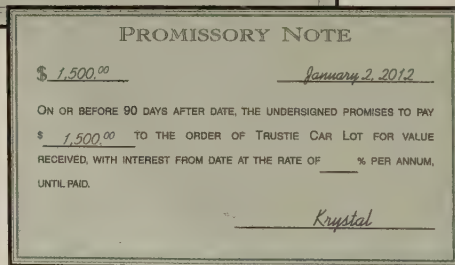 PROMISSORY NOTE
$ 1,500.00 January 2, 2012
ON OR BEFORE 90 DAYS AFTER DATE, THE UNDERSIGNED PROMISES TO PAY
$ 1,500.00 TO THE ORDER OF TRUSTIE CAR LOT FOR VALUE
RECEIVED, WITH INTEREST FROM DATE AT THE RATE OF ____ % PER ANNUM,
UNTIL PAID.
Krystal